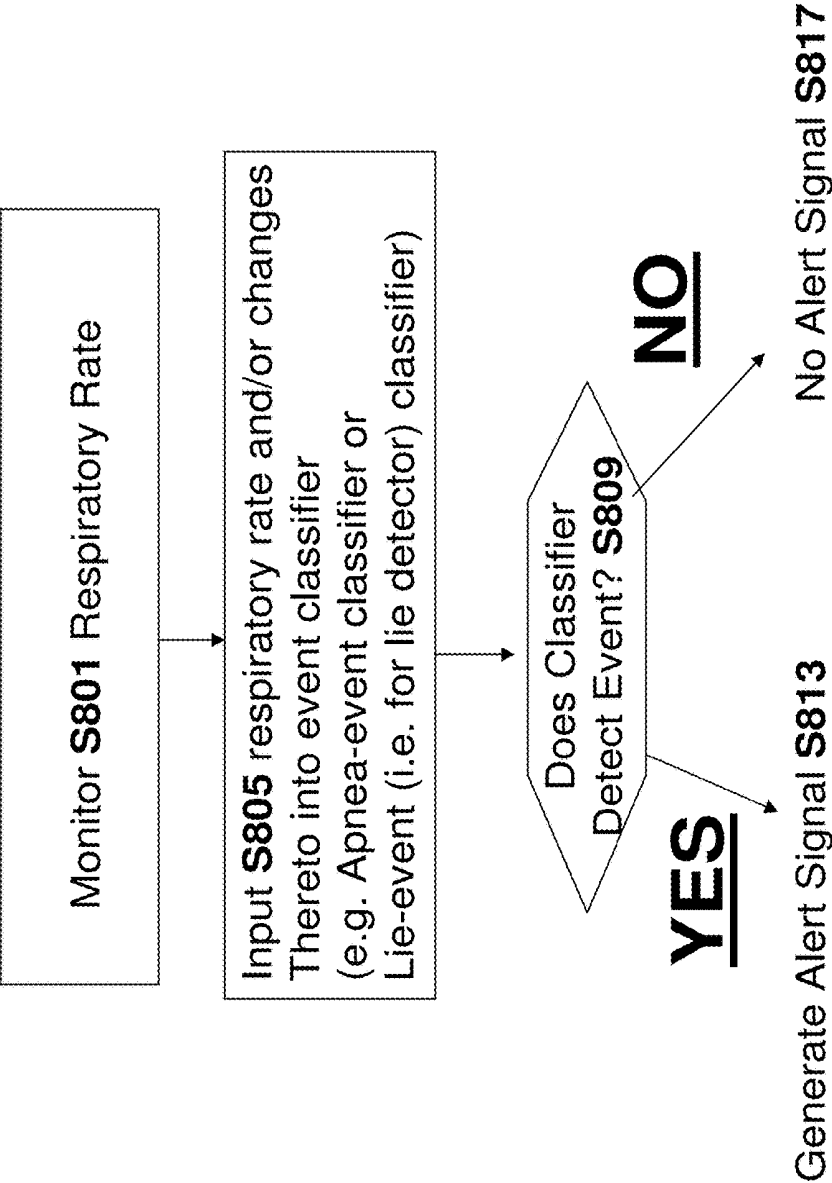 Monitor S801 Respiratory Rate
Input S805 respiratory rate and/or changes
Thereto into event classifier
(e.g. Apnea-event classifier or
Lie-event (i.e. for lie detector) classifier)
Does Classifier
Detect Event? S809
YES
NO
Generate Alert Signal S813
No Alert Signal S817